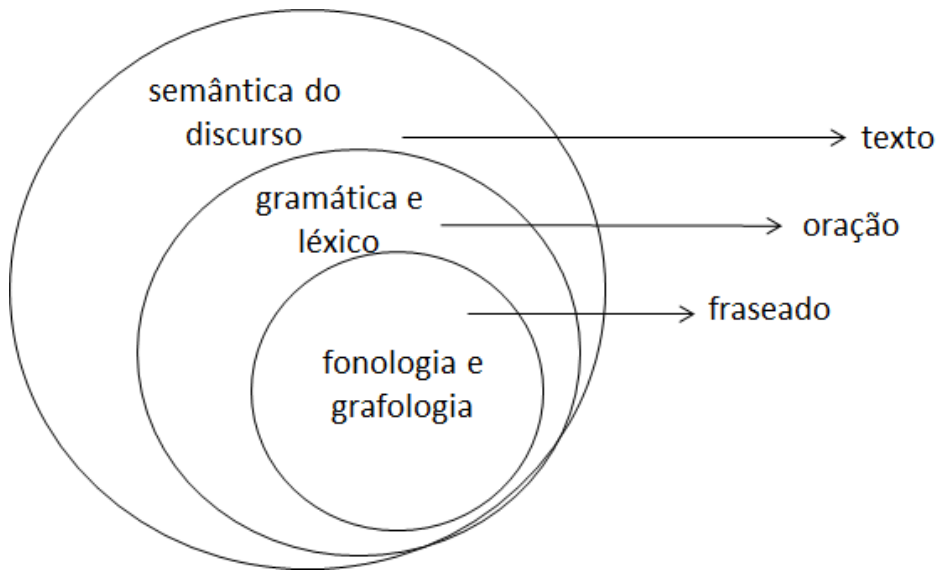 semântica do
discurso
texto
gramática e
léxico
oração
fraseado
fonologia e
grafologia